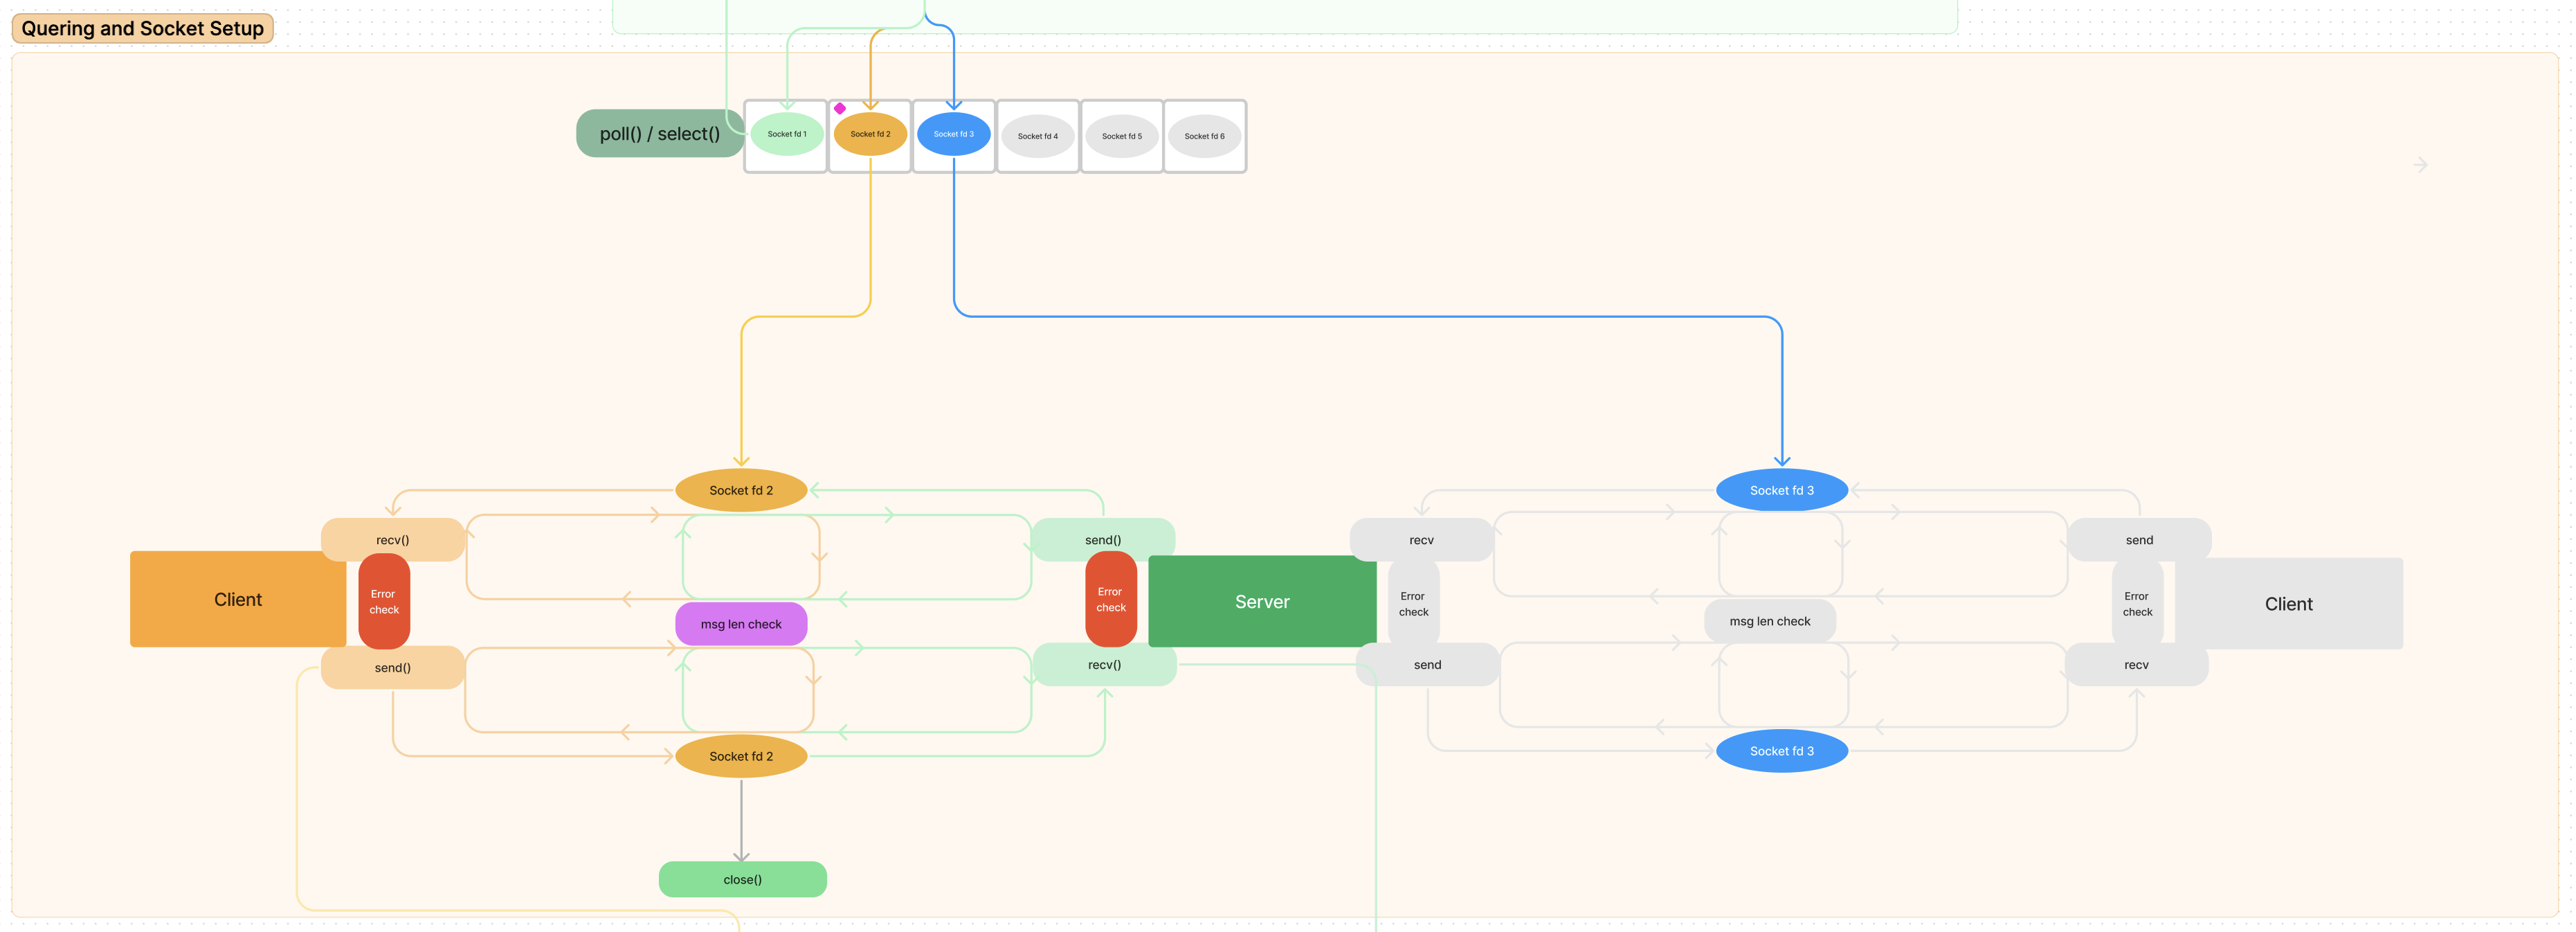 Quering and Socket Setup
poll() / select()
Socket fd 1
Socket fd 2
Socket fd 3
Socket fd 4
Socket fd 5
Socket fd 6
Socket fd 2
Socket fd 3
recv()
send()
recv
send
Client
Error
check
Error
check
Server
Error
check
Error
check
Client
msg len check
msg len check
send()
recv()
send
recv
Socket fd 2
Socket fd 3
close()